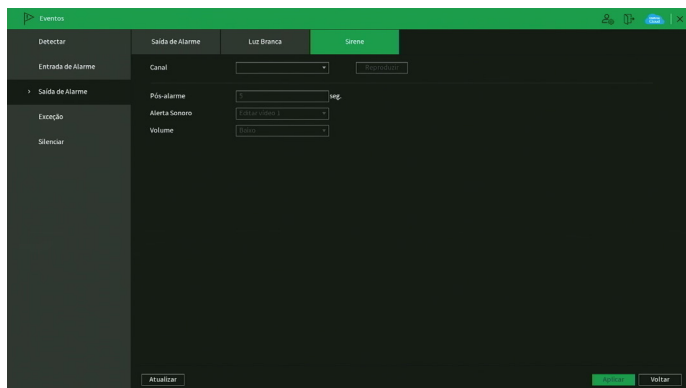 Eventos
Detectar
Saída de Alarme
Luz Branca
Sirene
Entrada de Alarme
Canal
Reproduzir
> Saída de Alarme
Pós-alarme
5
seg.
Alerta Sonoro
Editar vídeo 1
Exceção
Volume
Baixo
Silenciar
Atualizar
Aplicar
Voltar